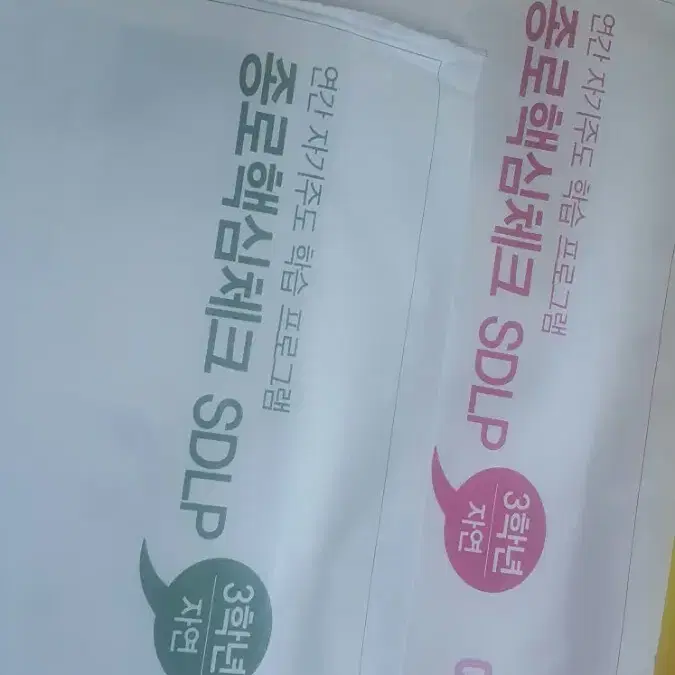 연간 자기주도 학습 프로그램
종로핵심체크 SDLP
3학년
자연
연간 자기주도 학습 프로그램
종로핵심체크 SDLP
3학년
자연